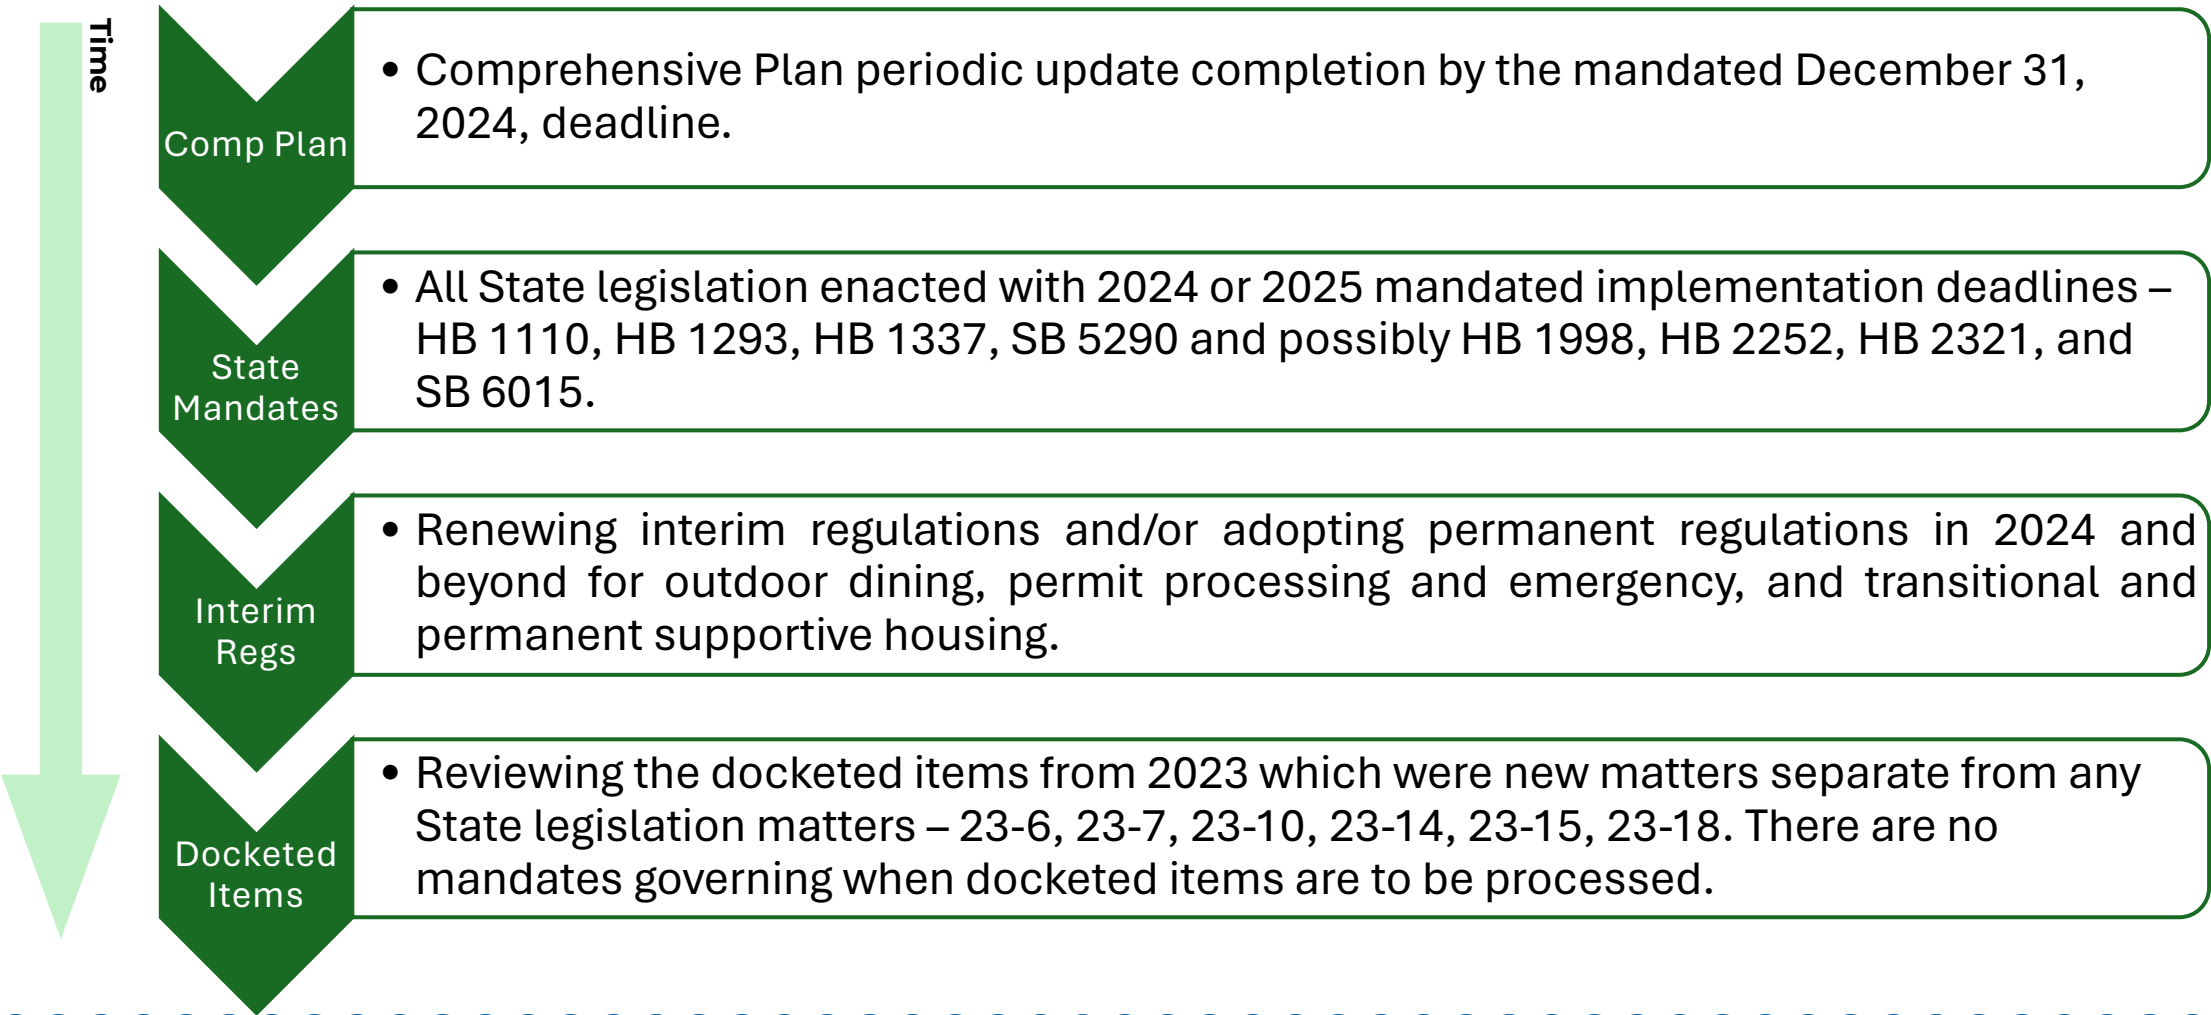 Time
Comp Plan
• Comprehensive Plan periodic update completion by the mandated December 31,
2024, deadline.
State
Mandates
• All State legislation enacted with 2024 or 2025 mandated implementation deadlines –
HB 1110, HB 1293, HB 1337, SB 5290 and possibly HB 1998, HB 2252, HB 2321, and
SB 6015.
Interim
Regs
• Renewing interim regulations and/or adopting permanent regulations in 2024 and
beyond for outdoor dining, permit processing and emergency, and transitional and
permanent supportive housing.
Docketed
Items
• Reviewing the docketed items from 2023 which were new matters separate from any
State legislation matters – 23-6, 23-7, 23-10, 23-14, 23-15, 23-18. There are no
mandates governing when docketed items are to be processed.